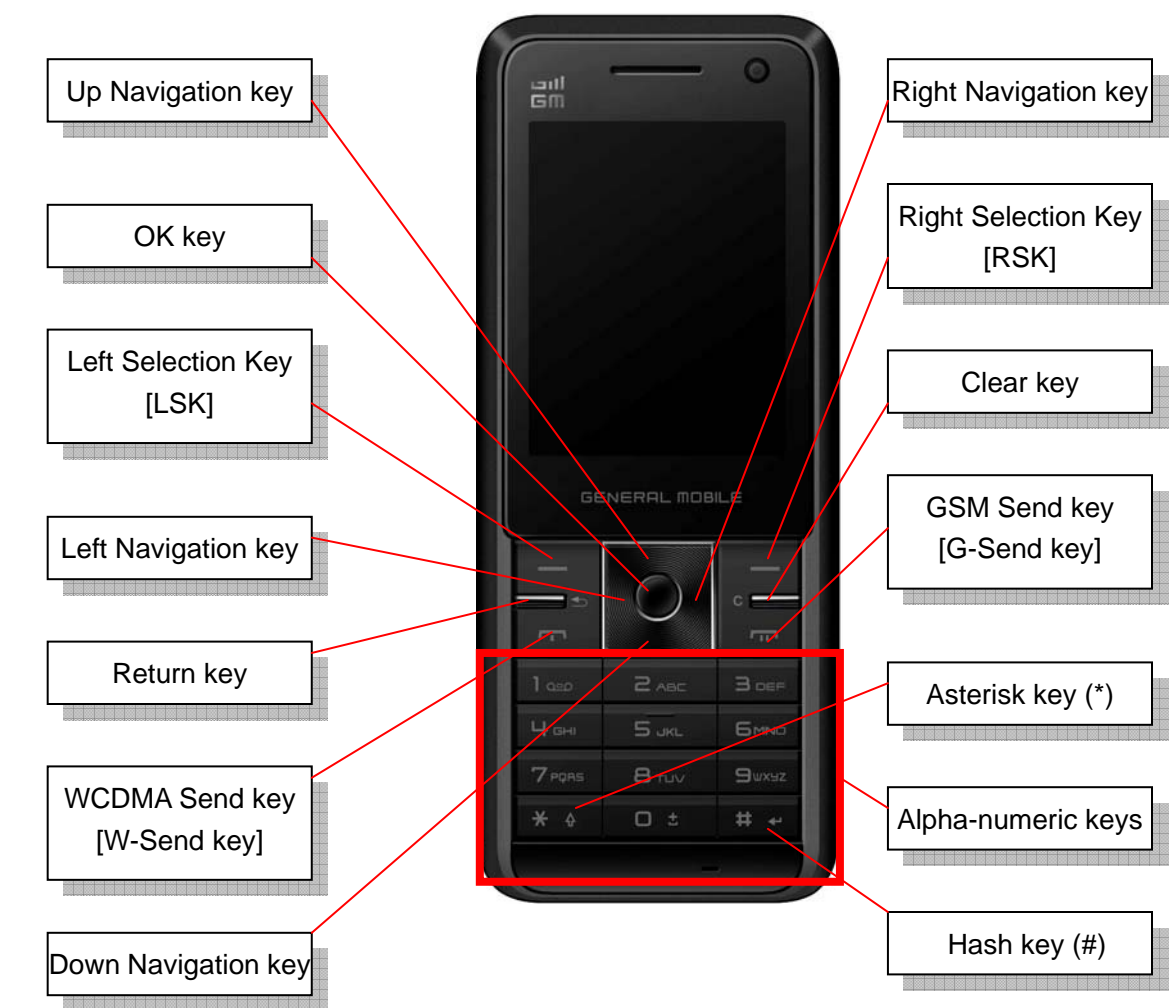 Up Navigation key
OK key
Left Selection Key
[LSK]
Left Navigation key
Return key
WCDMA Send key
[W-Send key]
Down Navigation key
GM
GENERAL MOBILE
C
1
2 ABC
3 DEF
4 GHI
5 JKL
6 MNO
7 PQRS
8 TUV
9 WXYZ
*
0 ±
#
Right Navigation key
Right Selection Key
[RSK]
Clear key
GSM Send key
[G-Send key]
Asterisk key (*)
Alpha-numeric keys
Hash key (#)